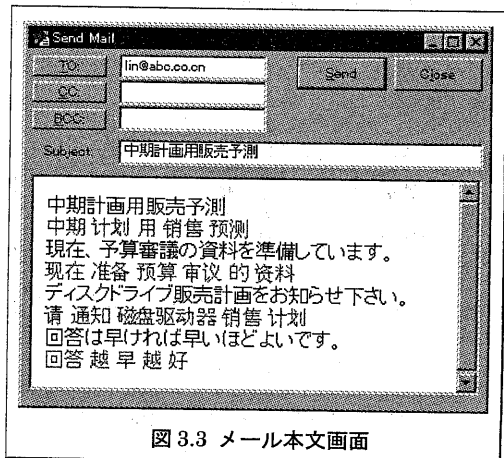 Send Mail
TO: lin@abc.co.cn Send Close
CC:
BCC:
Subject: 中期計画用販売予測
中期計画用販売予測
中期 计划 用 销售 预测
現在、予算審議の資料を準備しています。
现在 准备 预算 审议 的 资料
ディスクドライブ販売計画をお知らせ下さい。
请 通知 磁盘驱动器 销售 计划
回答は早ければ早いほどよいです。
回答 越 早 越 好
図 3.3 メール本文画面